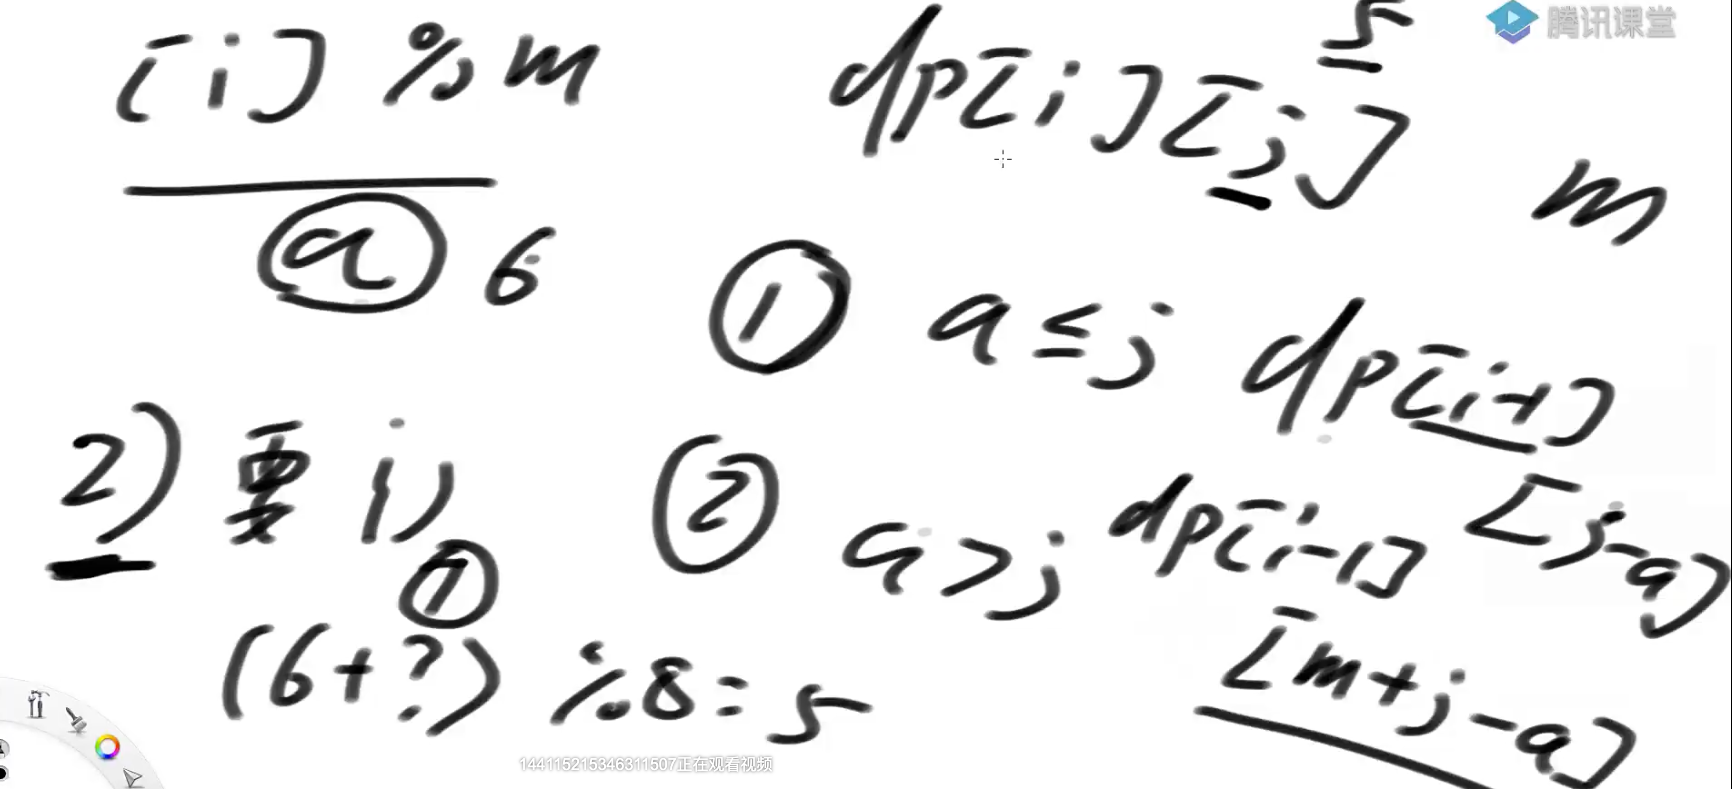 [i] % m
dp[i][j]
5
腾讯课堂
m
a 6
① a ≤ j dp[i-1]
[j-a]
2) 要 i)
② a > j dp[i-1]
[m+j-a]
①
(6+?) % 8 = 5
144115215346311507正在观看视频